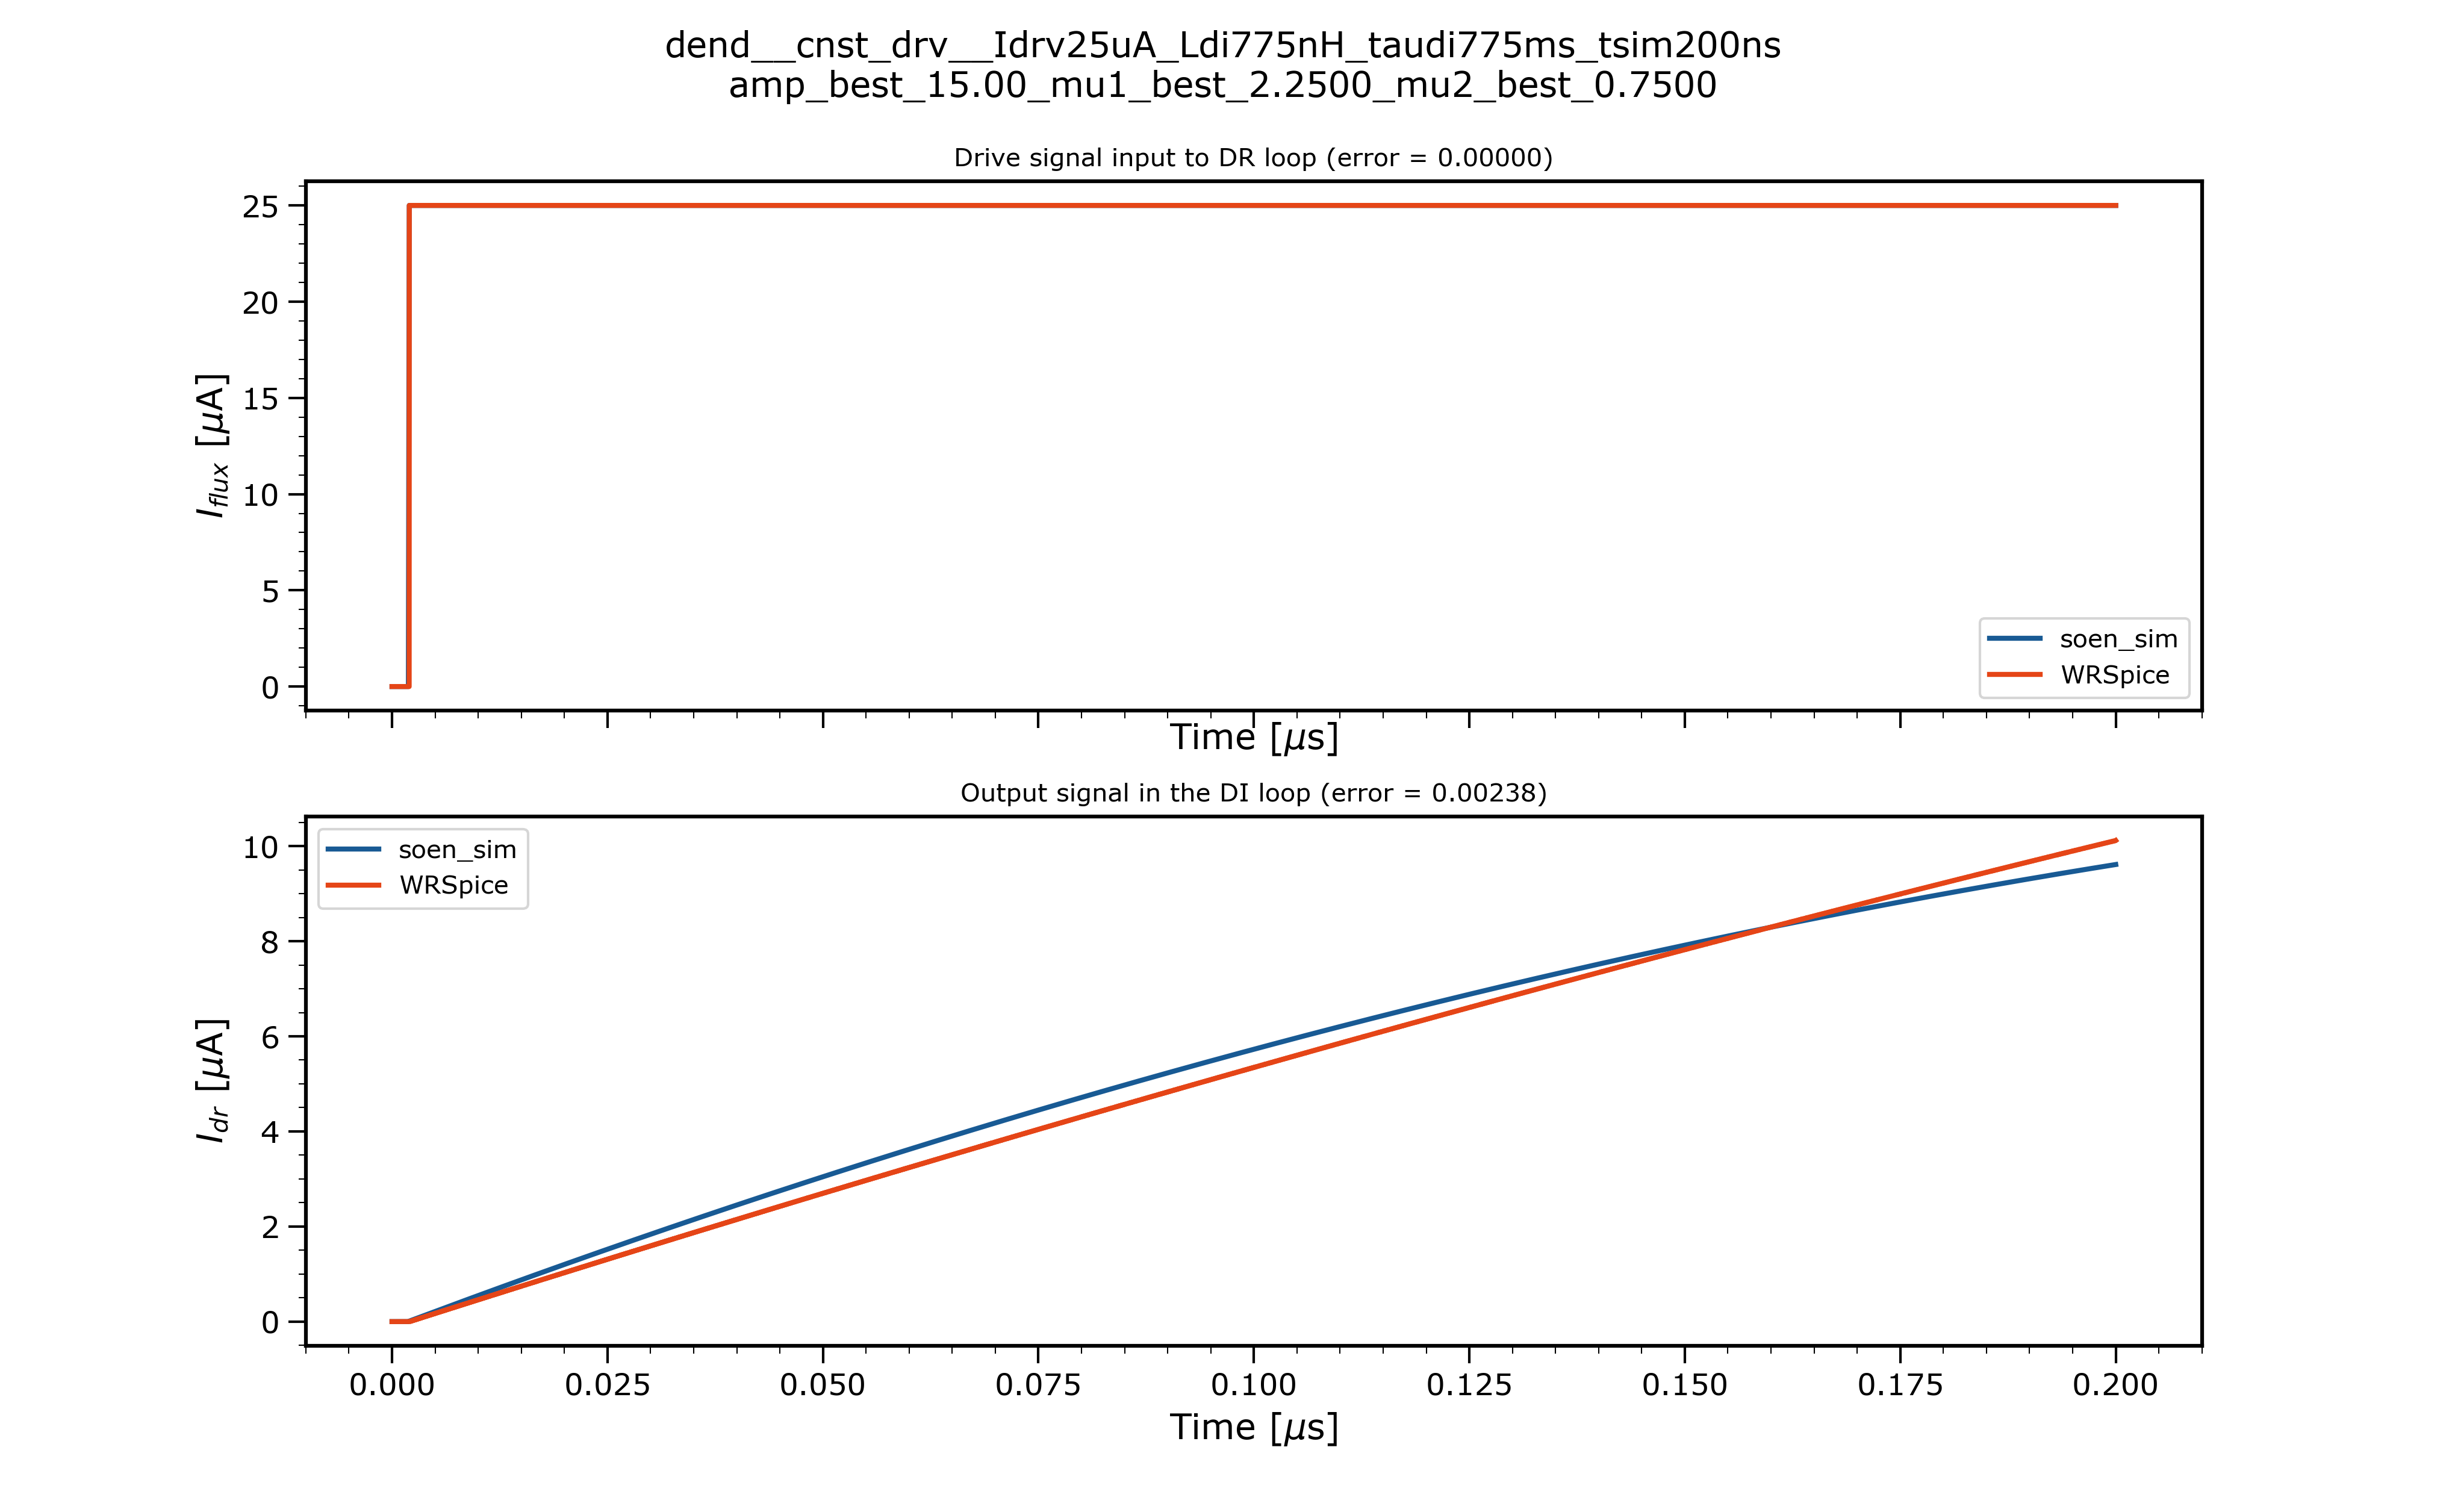 dend__cnst_drv__Idrv25uA_Ldi775nH_taudi775ms_tsim200ns
amp_best_15.00_mu1_best_2.2500_mu2_best_0.7500
Drive signal input to DR loop (error = 0.00000)
25
20
15
10
5
0
I_flux [μA]
soen_sim
WRSpice
Time [μs]
Output signal in the DI loop (error = 0.00238)
soen_sim
WRSpice
10
8
6
4
2
0
I_dr [μA]
0.000 0.025 0.050 0.075 0.100 0.125 0.150 0.175 0.200
Time [μs]